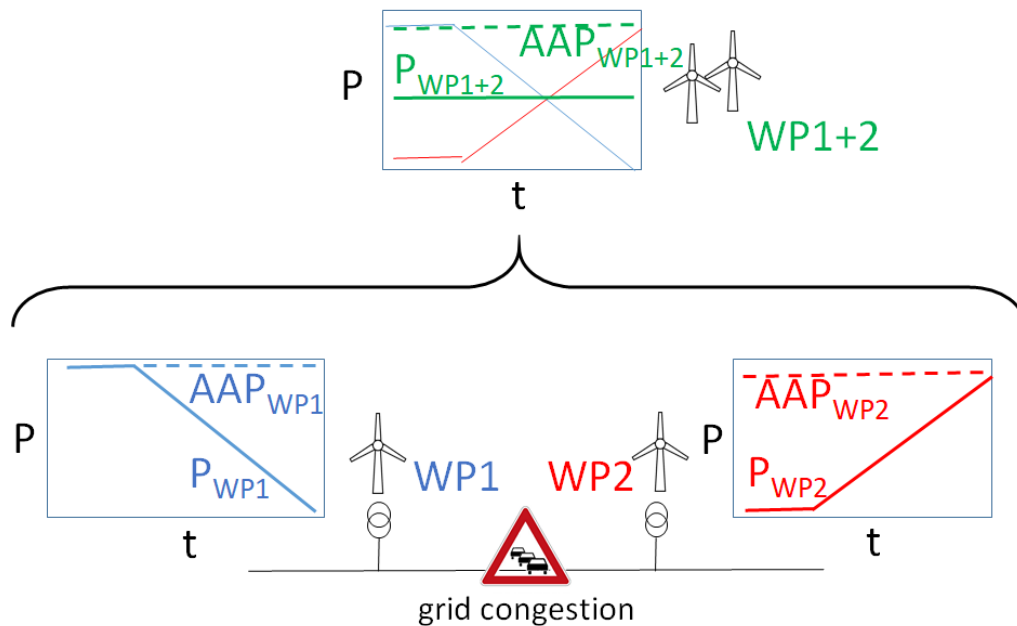 AAP WP1+2
P WP1+2
P
WP1+2
t
AAP WP1
P
P WP1
t
WP1
WP2
AAP WP2
P
P WP2
t
grid congestion